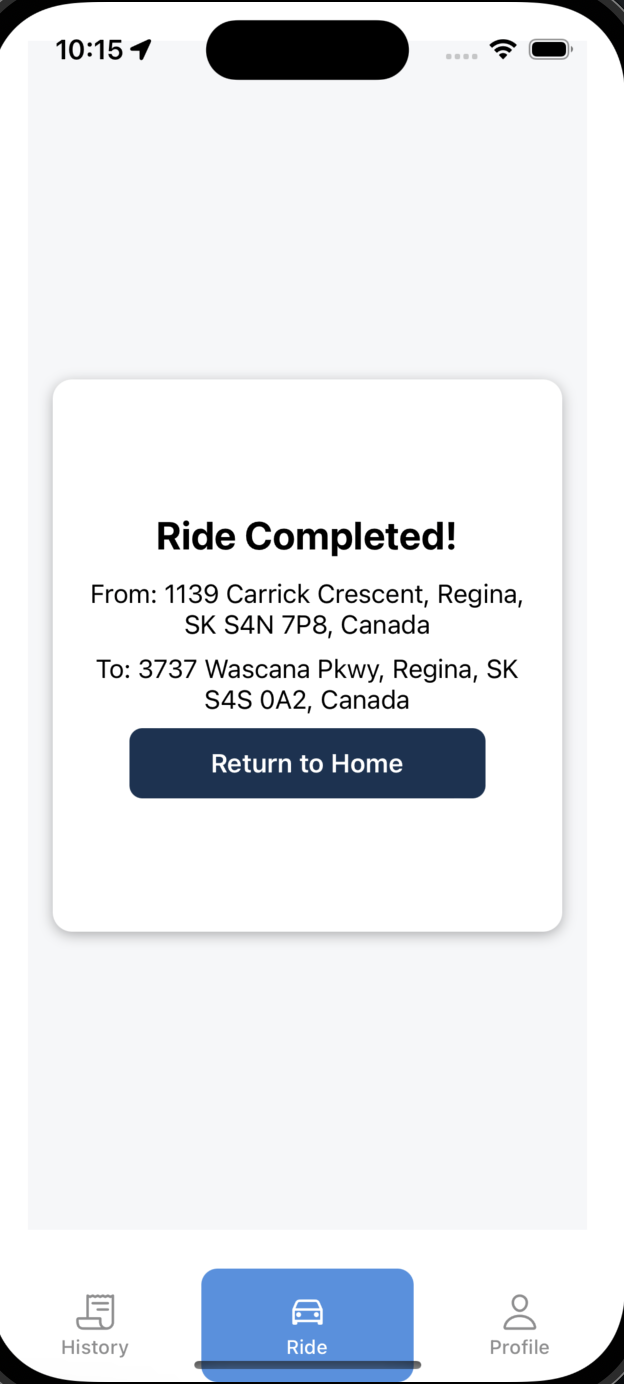 10:15
Ride Completed!
From: 1139 Carrick Crescent, Regina,
SK S4N 7P8, Canada
To: 3737 Wascana Pkwy, Regina, SK
S4S 0A2, Canada
Return to Home
History
Ride
Profile